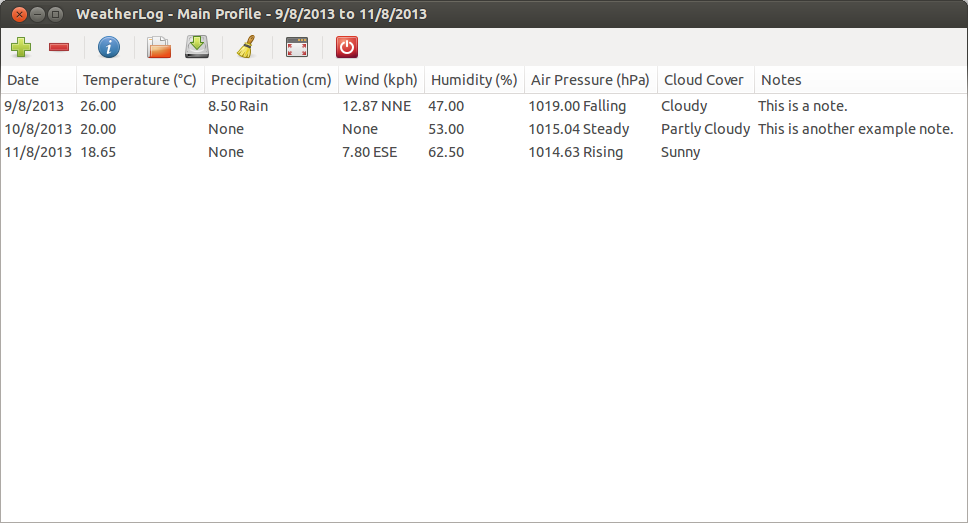 WeatherLog - Main Profile - 9/8/2013 to 11/8/2013
Date Temperature (°C) Precipitation (cm) Wind (kph) Humidity (%) Air Pressure (hPa) Cloud Cover Notes
9/8/2013 26.00 8.50 Rain 12.87 NNE 47.00 1019.00 Falling Cloudy This is a note.
10/8/2013 20.00 None None 53.00 1015.04 Steady Partly Cloudy This is another example note.
11/8/2013 18.65 None 7.80 ESE 62.50 1014.63 Rising Sunny